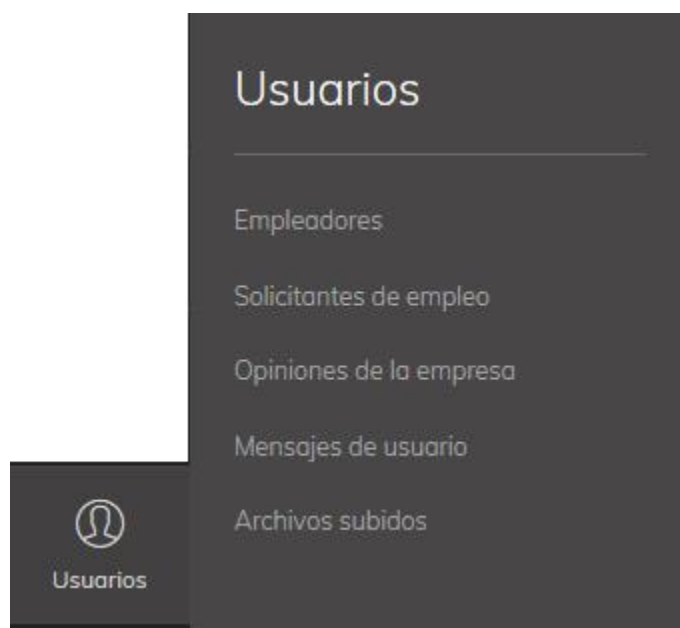 Usuarios
Empleadores
Solicitantes de empleo
Opiniones de la empresa
Mensajes de usuario
Archivos subidos
Usuarios